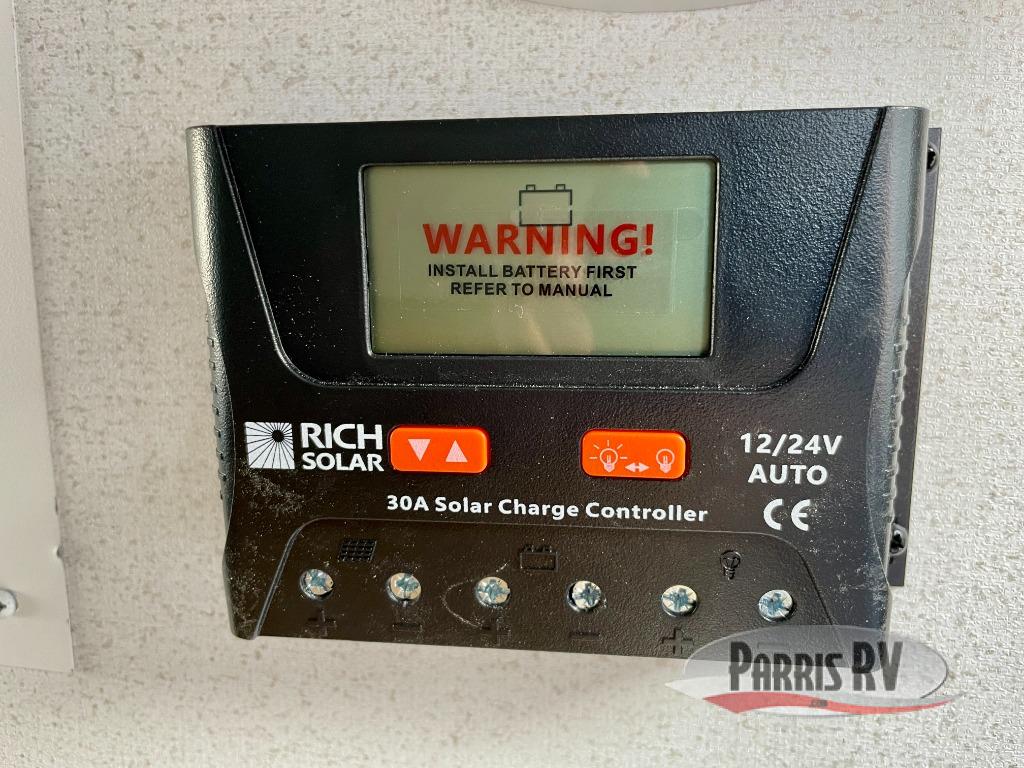 WARNING!
INSTALL BATTERY FIRST
REFER TO MANUAL
RICH
SOLAR
12/24V
AUTO
30A Solar Charge Controller
CE
+ − + − +
PARRIS RV
.COM